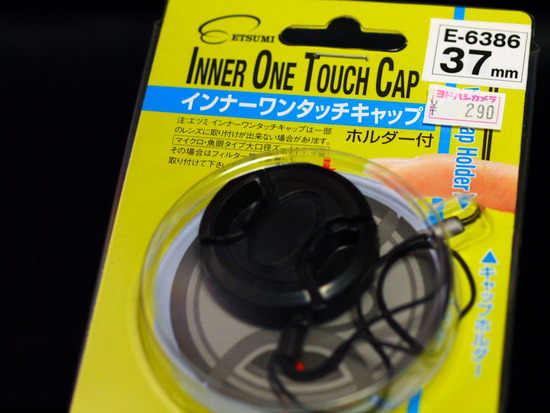 ETSUMI
E-6386
37mm
INNER ONE TOUCH CAP
ヨドバシカメラ
¥ 290
インナーワンタッチキャップ
ホルダー付
注:エツミ インナーワンタッチキャップは一部
のレンズに取り付けが出来ない場合があります。
マイクロ・魚眼タイプ大口径
その場合はフィルター
取り付けて下さい
Cap Holder
キャップホルダー